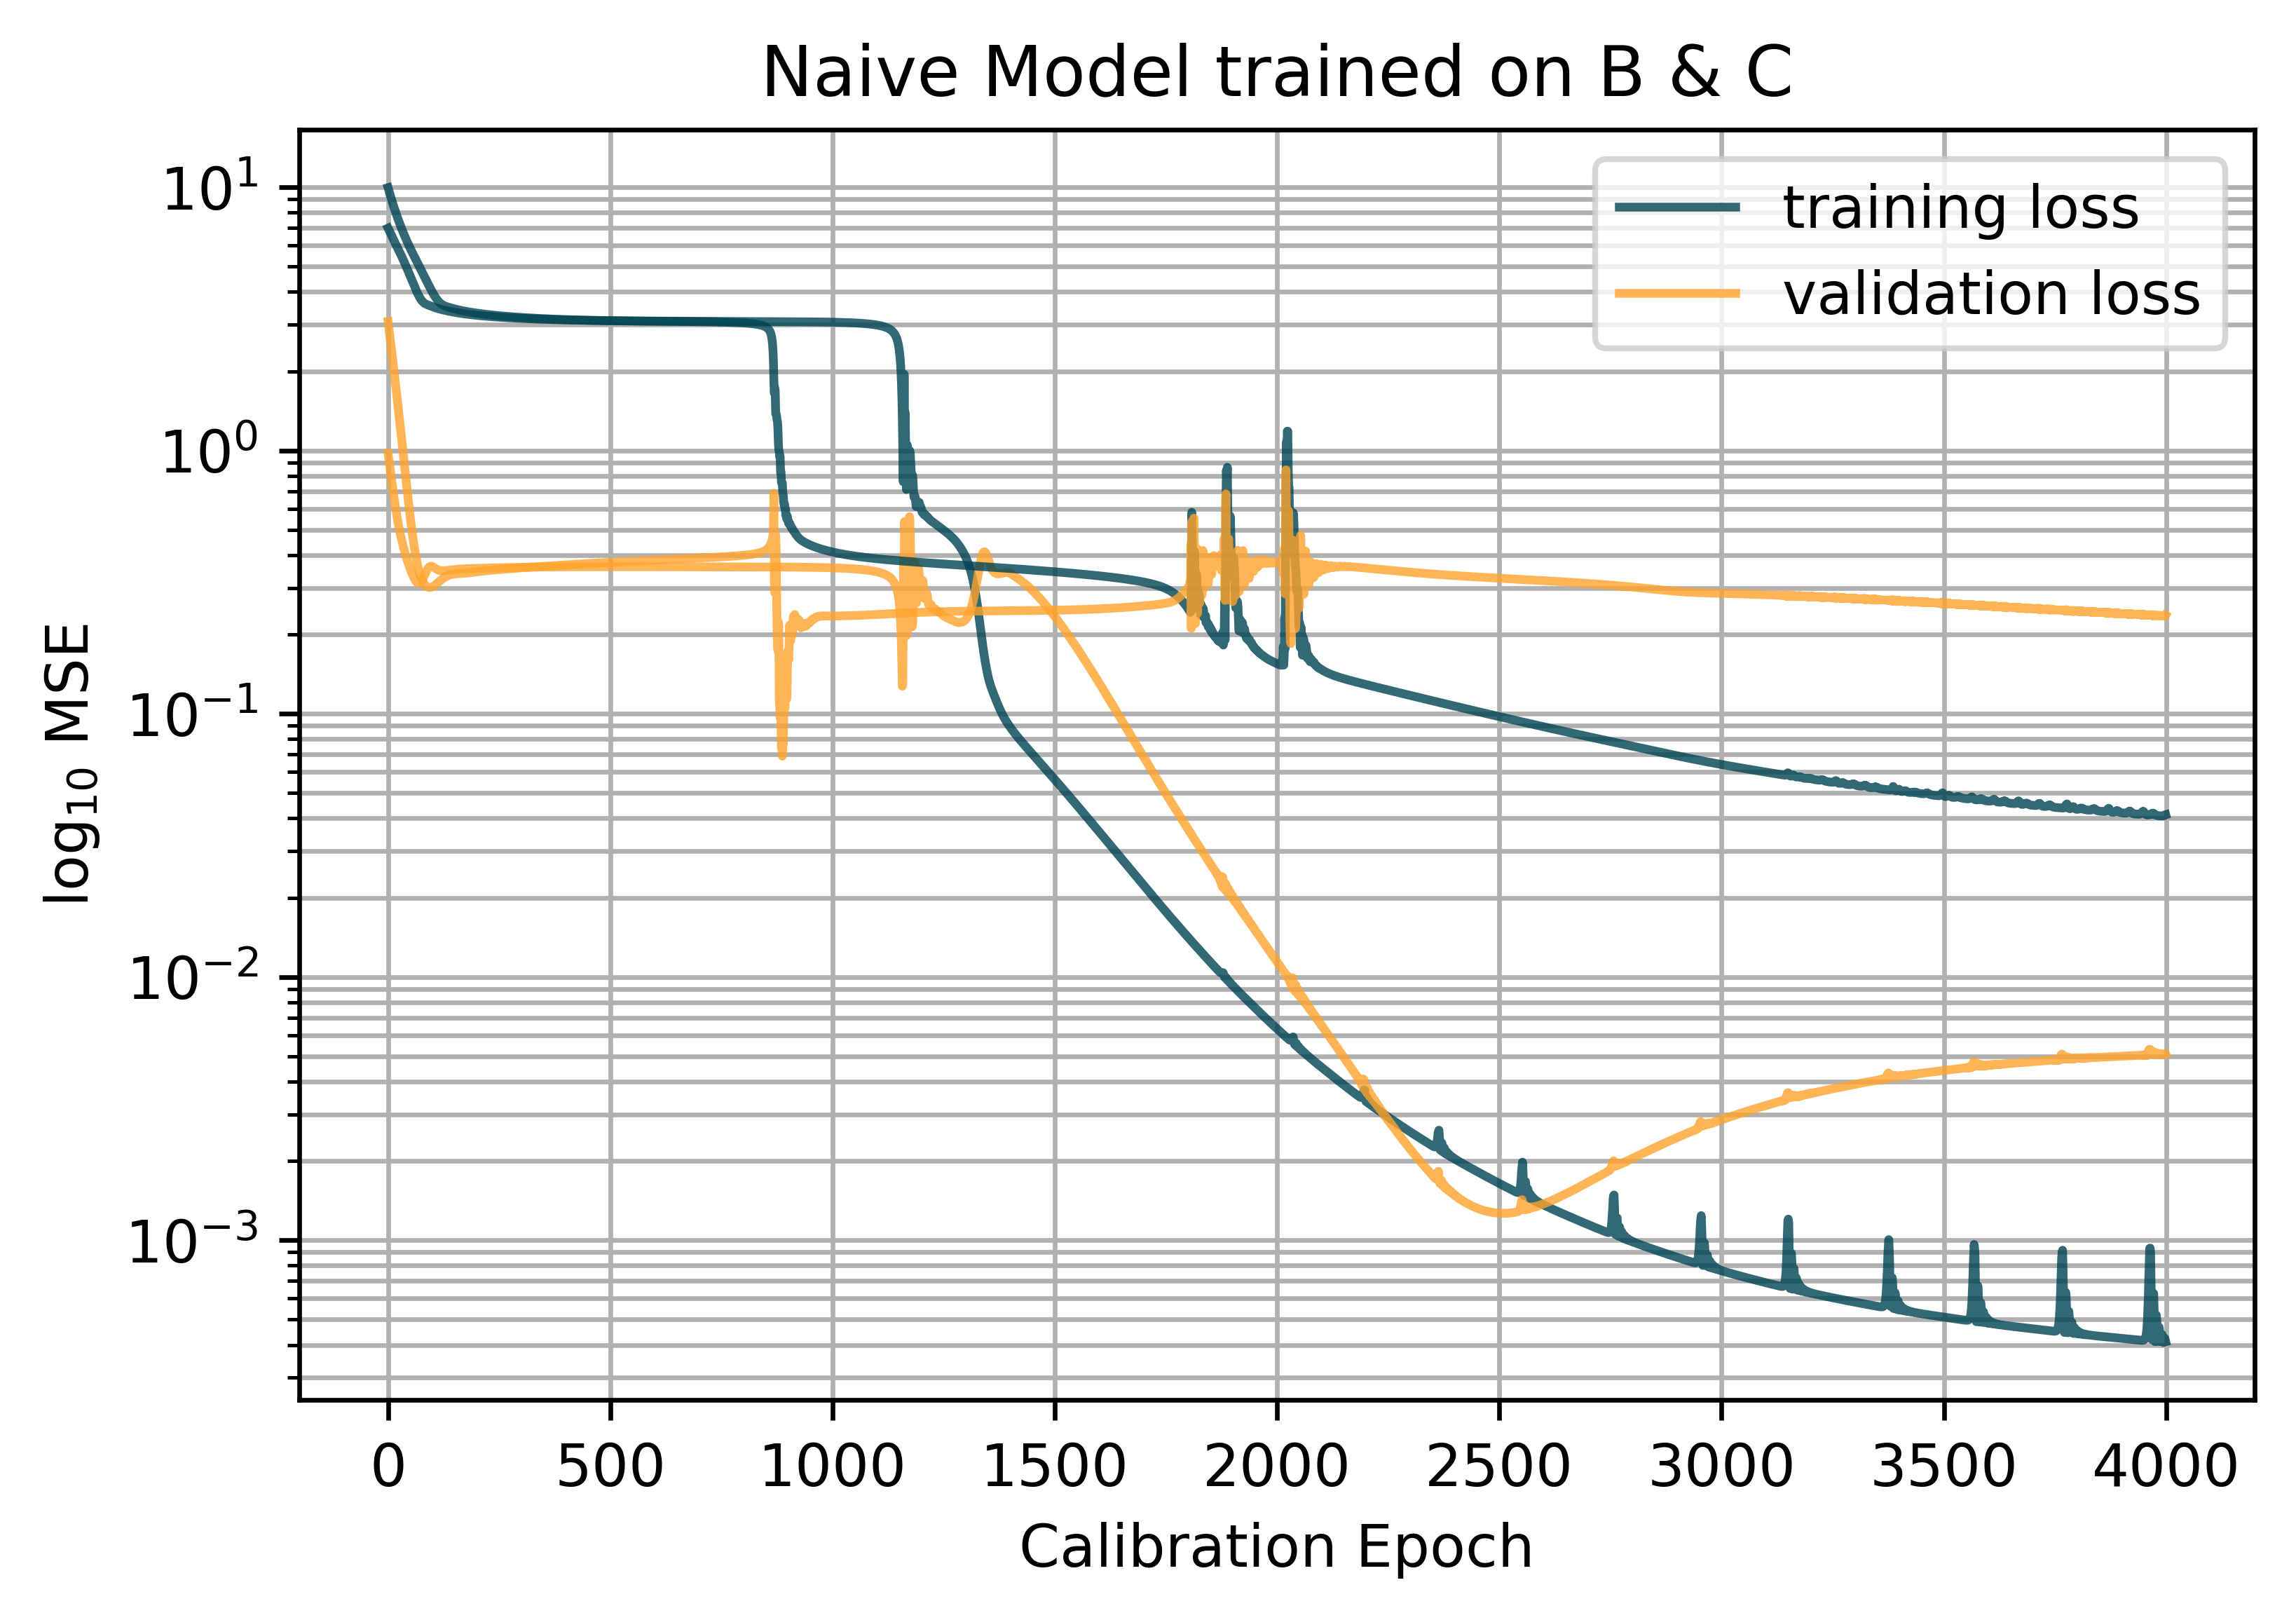 Naive Model trained on B & C
training loss
validation loss
10¹
10⁰
10⁻¹
10⁻²
10⁻³
log₁₀ MSE
0 500 1000 1500 2000 2500 3000 3500 4000
Calibration Epoch